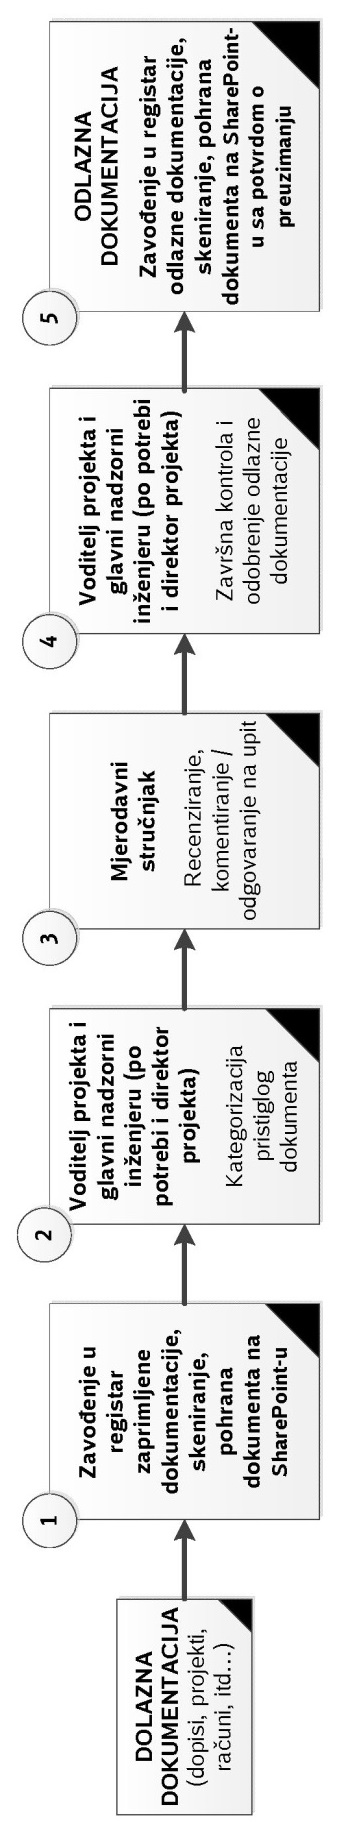 DOLAZNA
DOKUMENTACIJA
(dopisi, projekti,
računi, itd...)
1
Zavođenje u
registar
zaprimljene
dokumentacije,
skeniranje,
pohrana
dokumenta na
SharePoint-u
2
Voditelj projekta i
glavni nadzorni
inženjeru (po
potrebi i direktor
projekta)
Kategorizacija
pristiglog
dokumenta
3
Mjerodavni
stručnjak
Recenziranje,
komentiranje /
odgovaranje na upit
4
Voditelj projekta i
glavni nadzorni
inženjeru (po potrebi
i direktor projekta)
Završna kontrola i
odobrenje odlazne
dokumentacije
5
ODLAZNA
DOKUMENTACIJA
Zavođenje u registar
odlazne dokumentacije,
skeniranje, pohrana
dokumenta na SharePoint-
u sa potvrdom o
preuzimanju